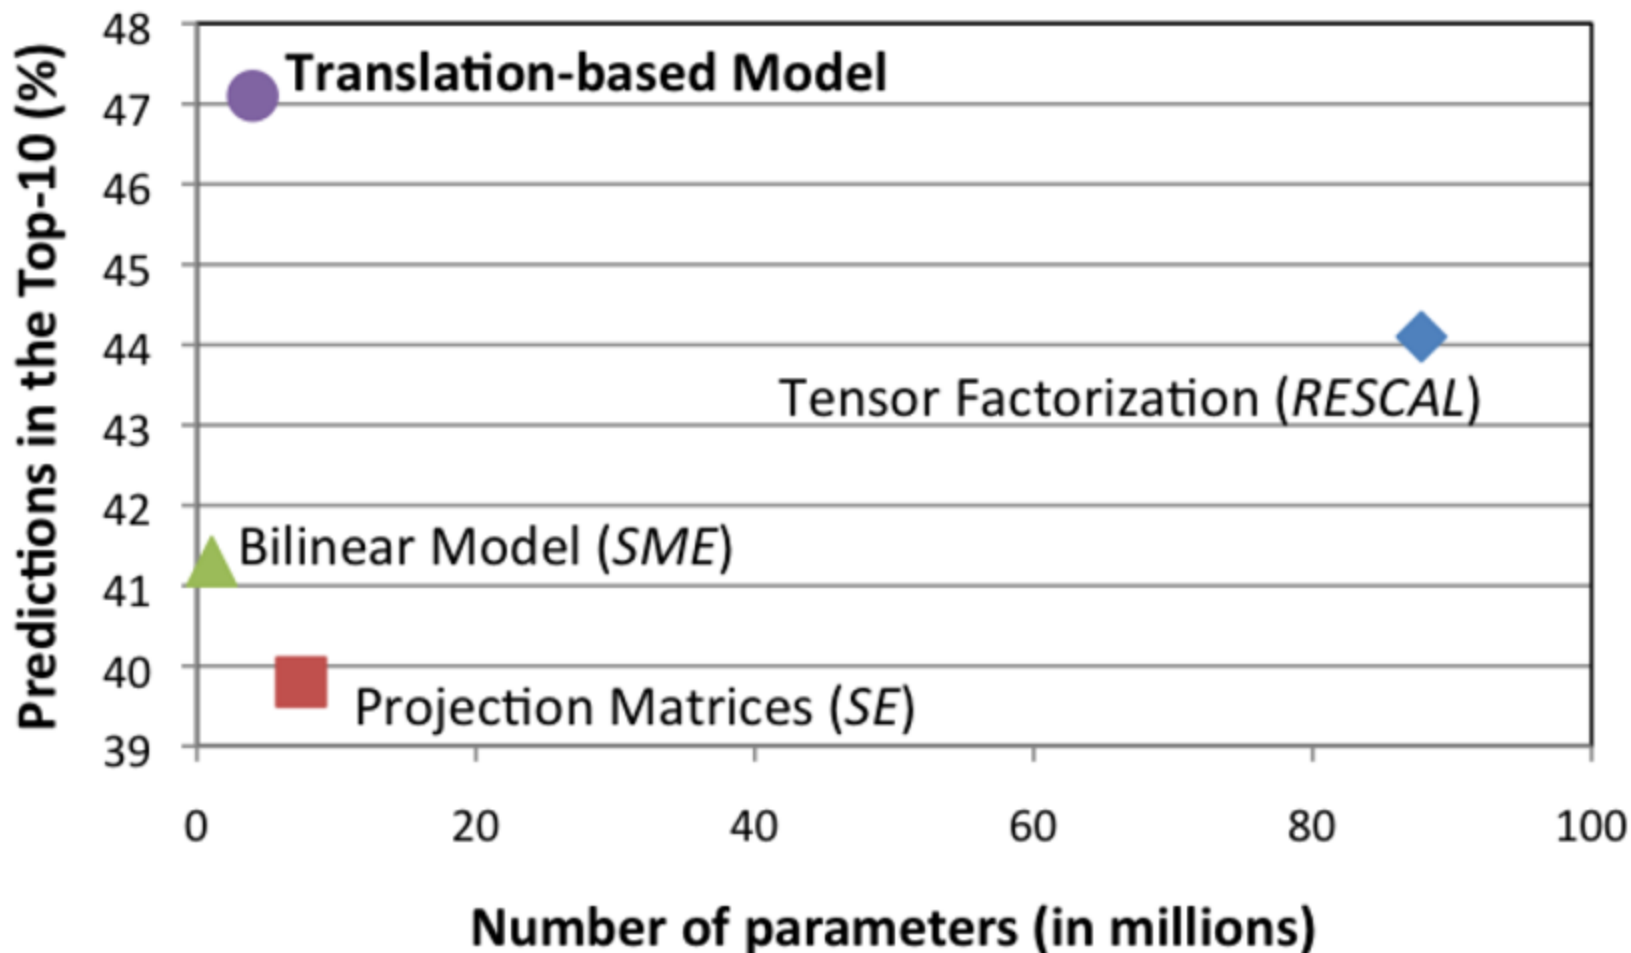 Predictions in the Top-10 (%)
48
47
46
45
44
43
42
41
40
39
Translation-based Model
Tensor Factorization (RESCAL)
Bilinear Model (SME)
Projection Matrices (SE)
0 20 40 60 80 100
Number of parameters (in millions)